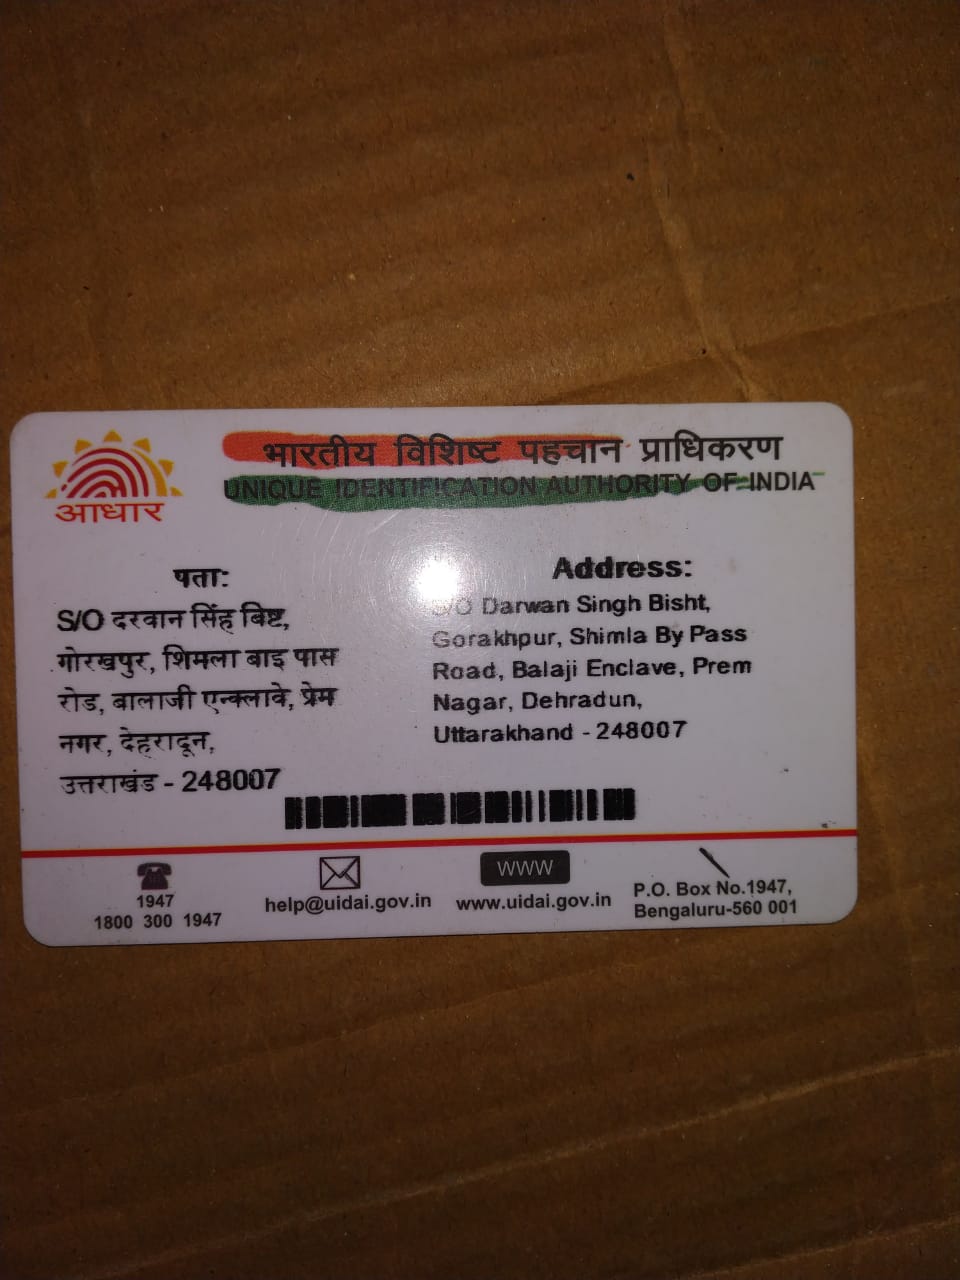 भारतीय विशिष्ट पहचान प्राधिकरण
UNIQUE IDENTIFICATION AUTHORITY OF INDIA
आधार
पता:
S/O दरवान सिंह बिष्ट,
गोरखपुर, शिमला बाइ पास
रोड, बालाजी एन्क्लावे, प्रेम
नगर, देहरादून,
उत्तराखंड - 248007
Address:
S/O Darwan Singh Bisht,
Gorakhpur, Shimla By Pass
Road, Balaji Enclave, Prem
Nagar, Dehradun,
Uttarakhand - 248007
1947
1800 300 1947
help@uidai.gov.in
WWW
www.uidai.gov.in
P.O. Box No.1947,
Bengaluru-560 001